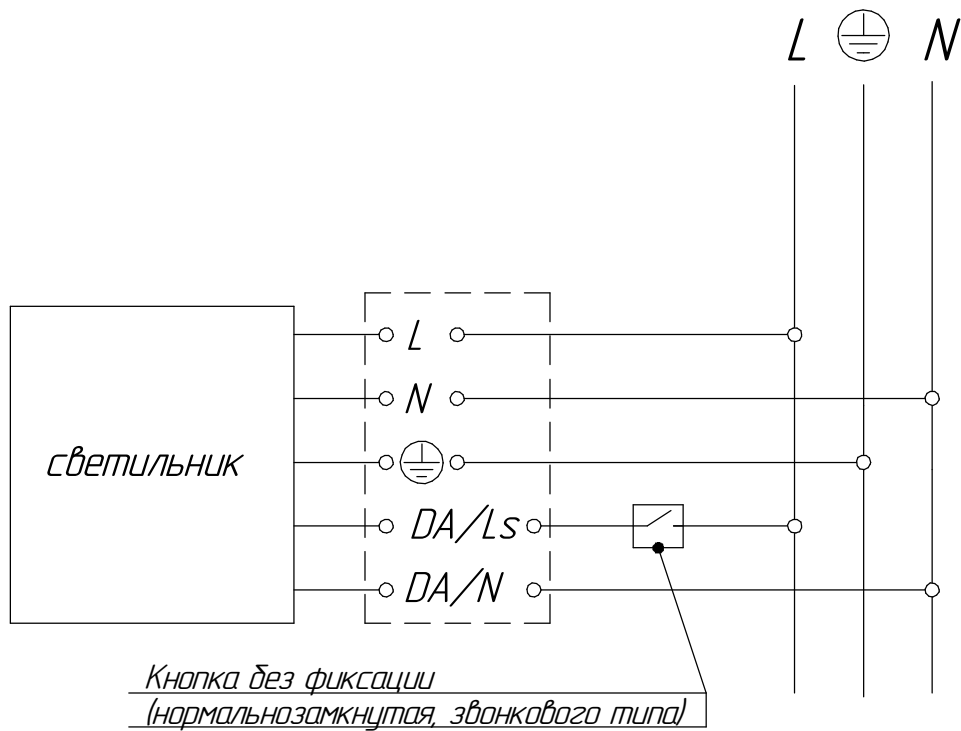 L N
L
N
светильник
DA/Ls
DA/N
Кнопка без фиксации
(нормальнозамкнутая, звонкового типа)